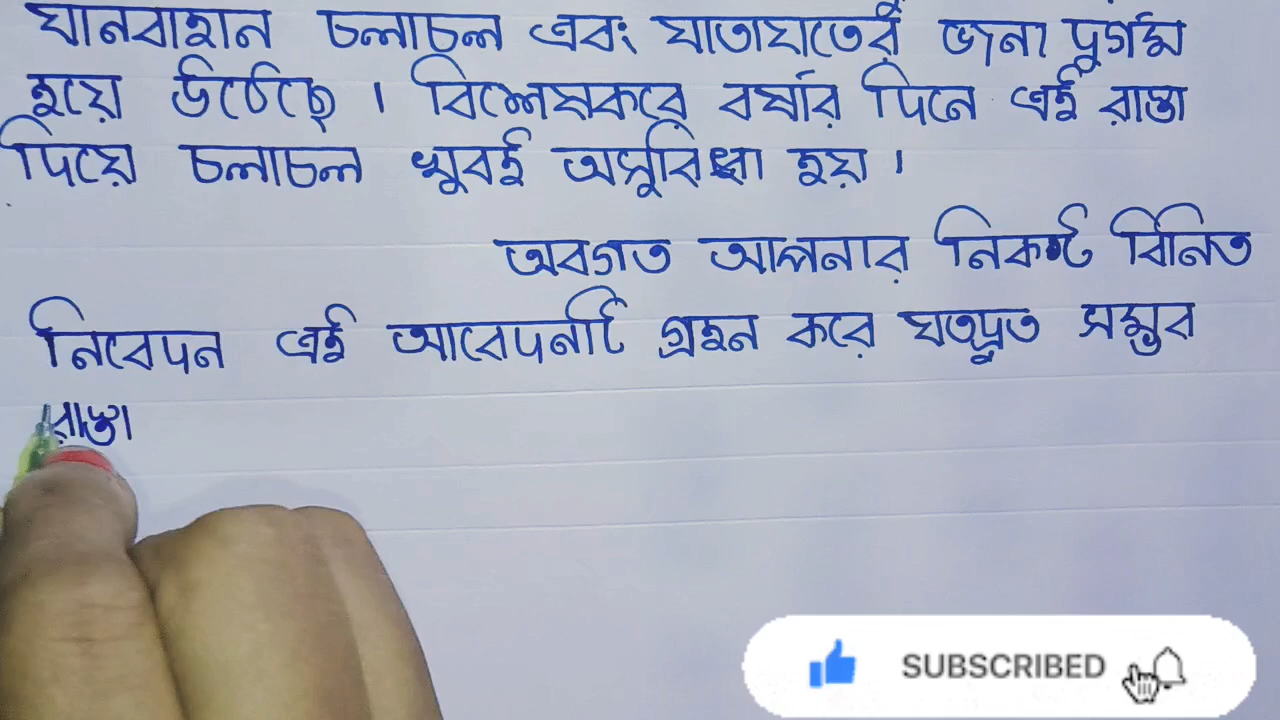 যানবাহান চলাচল এবং যাতাযাতের জন্য দুর্গম
হয়ে উঠেছে । বিশেষকরে বর্ষার দিনে এই রাস্তা
দিয়ে চলাচল খুবই অসুবিধা হয় ।
অবগত আপনার নিকট বিনিত
নিবেদন এই আবেদনটি গ্রহন করে যতদ্রুত সম্ভব
রাস্তা
SUBSCRIBED